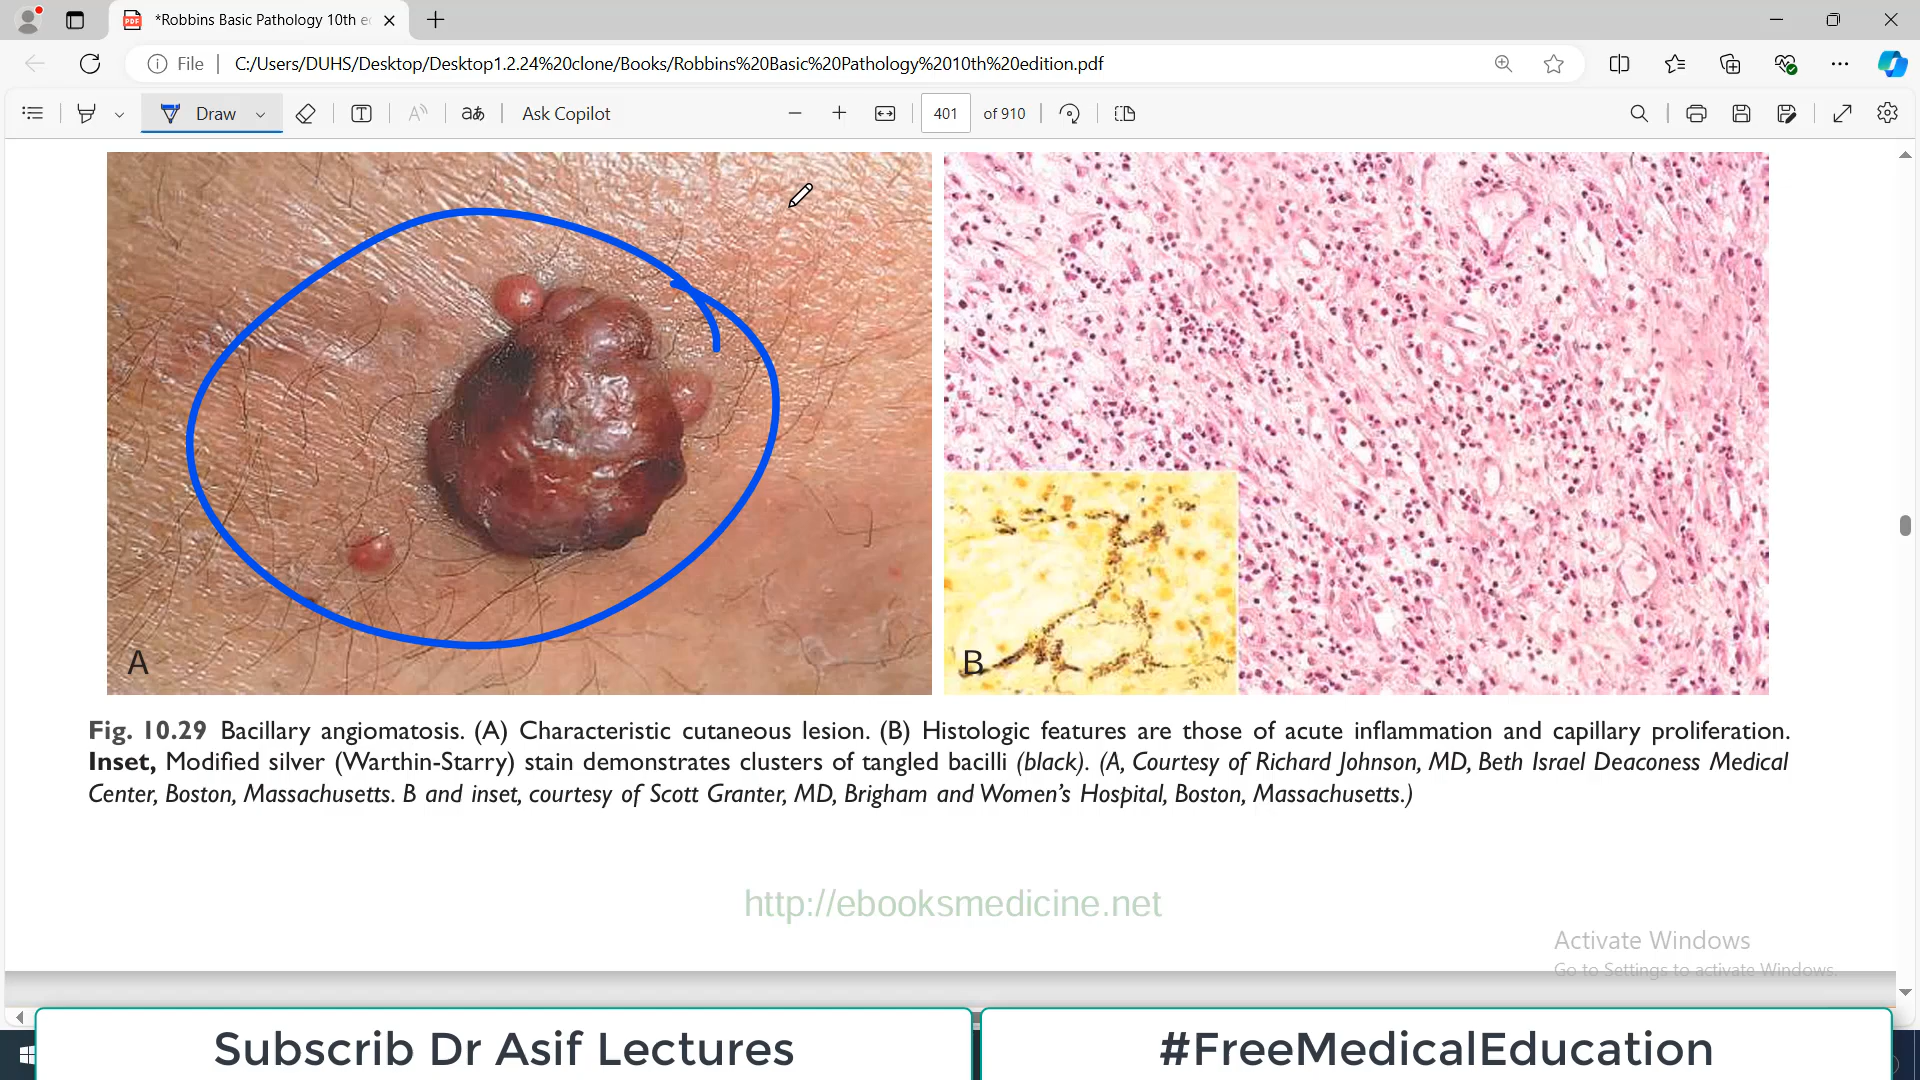 *Robbins Basic Pathology 10th e
File
C:/Users/DUHS/Desktop/Desktop1.2.24%20clone/Books/Robbins%20Basic%20Pathology%2010th%20edition.pdf
Draw
Ask Copilot
401 of 910
A
B
Fig. 10.29 Bacillary angiomatosis. (A) Characteristic cutaneous lesion. (B) Histologic features are those of acute inflammation and capillary proliferation.
Inset, Modified silver (Warthin-Starry) stain demonstrates clusters of tangled bacilli (black). (A, Courtesy of Richard Johnson, MD, Beth Israel Deaconess Medical
Center, Boston, Massachusetts. B and inset, courtesy of Scott Granter, MD, Brigham and Women's Hospital, Boston, Massachusetts.)
http://ebooksmedicine.net
Activate Windows
Go to Settings to activate Windows.
Subscrib Dr Asif Lectures
#FreeMedicalEducation